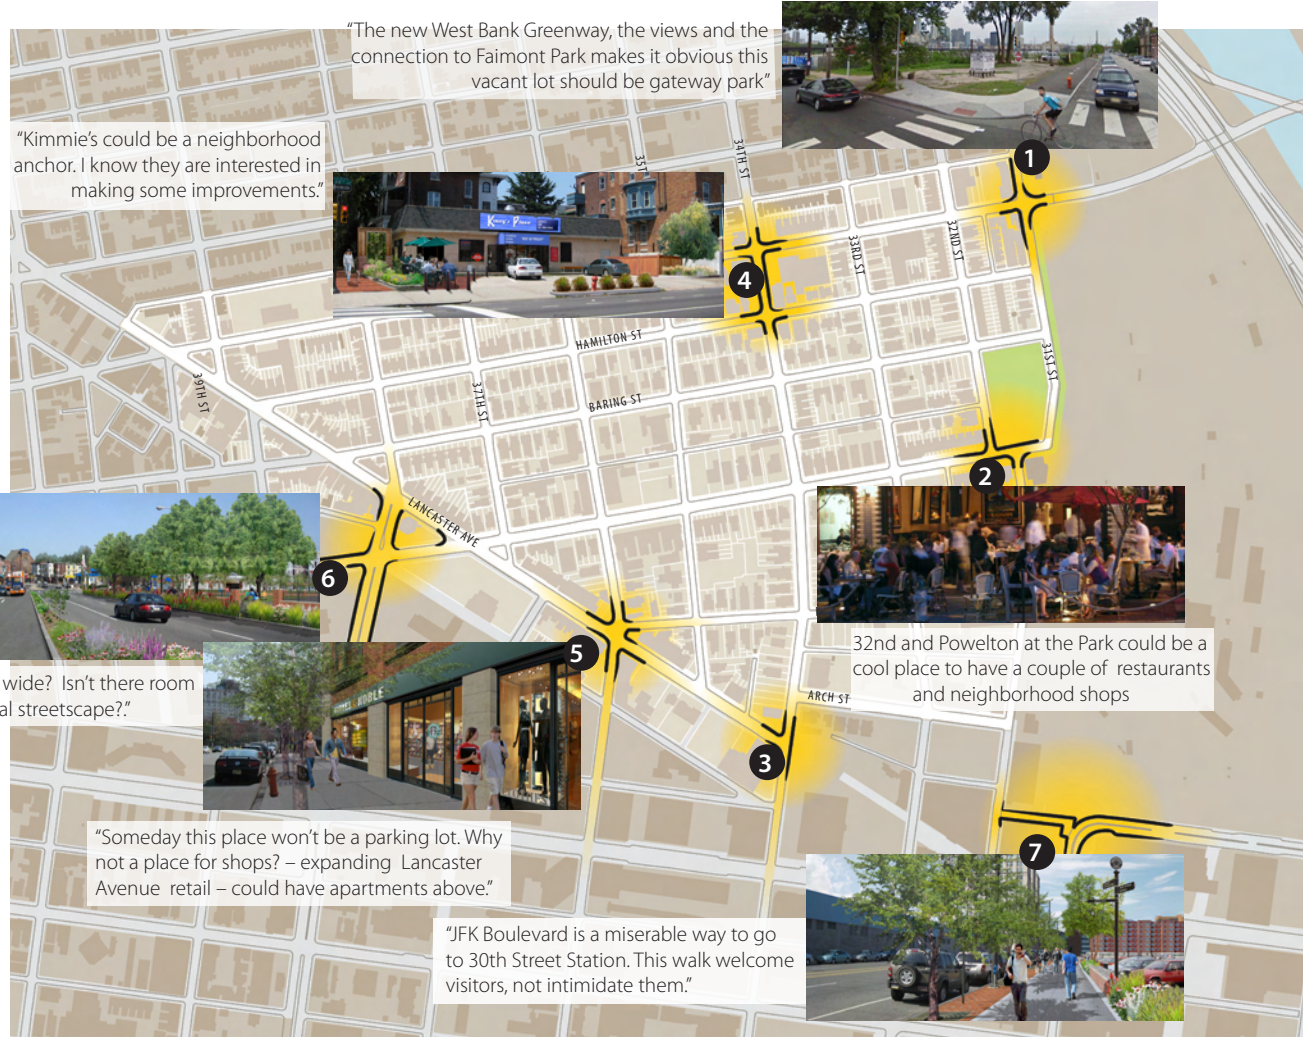 “The new West Bank Greenway, the views and the
connection to Faimont Park makes it obvious this
vacant lot should be gateway park”
“Kimmie’s could be a neighborhood
anchor. I know they are interested in
making some improvements.”
1
34TH ST
35T
33RD ST
32ND ST
4
HAMILTON ST
31ST ST
39TH ST
37TH ST
BARING ST
2
LANCASTER AVE
6
5
wide? Isn’t there room
al streetscape?.”
32nd and Powelton at the Park could be a
cool place to have a couple of restaurants
and neighborhood shops
ARCH ST
3
“Someday this place won’t be a parking lot. Why
not a place for shops? – expanding Lancaster
Avenue retail – could have apartments above.”
7
“JFK Boulevard is a miserable way to go
to 30th Street Station. This walk welcome
visitors, not intimidate them.”